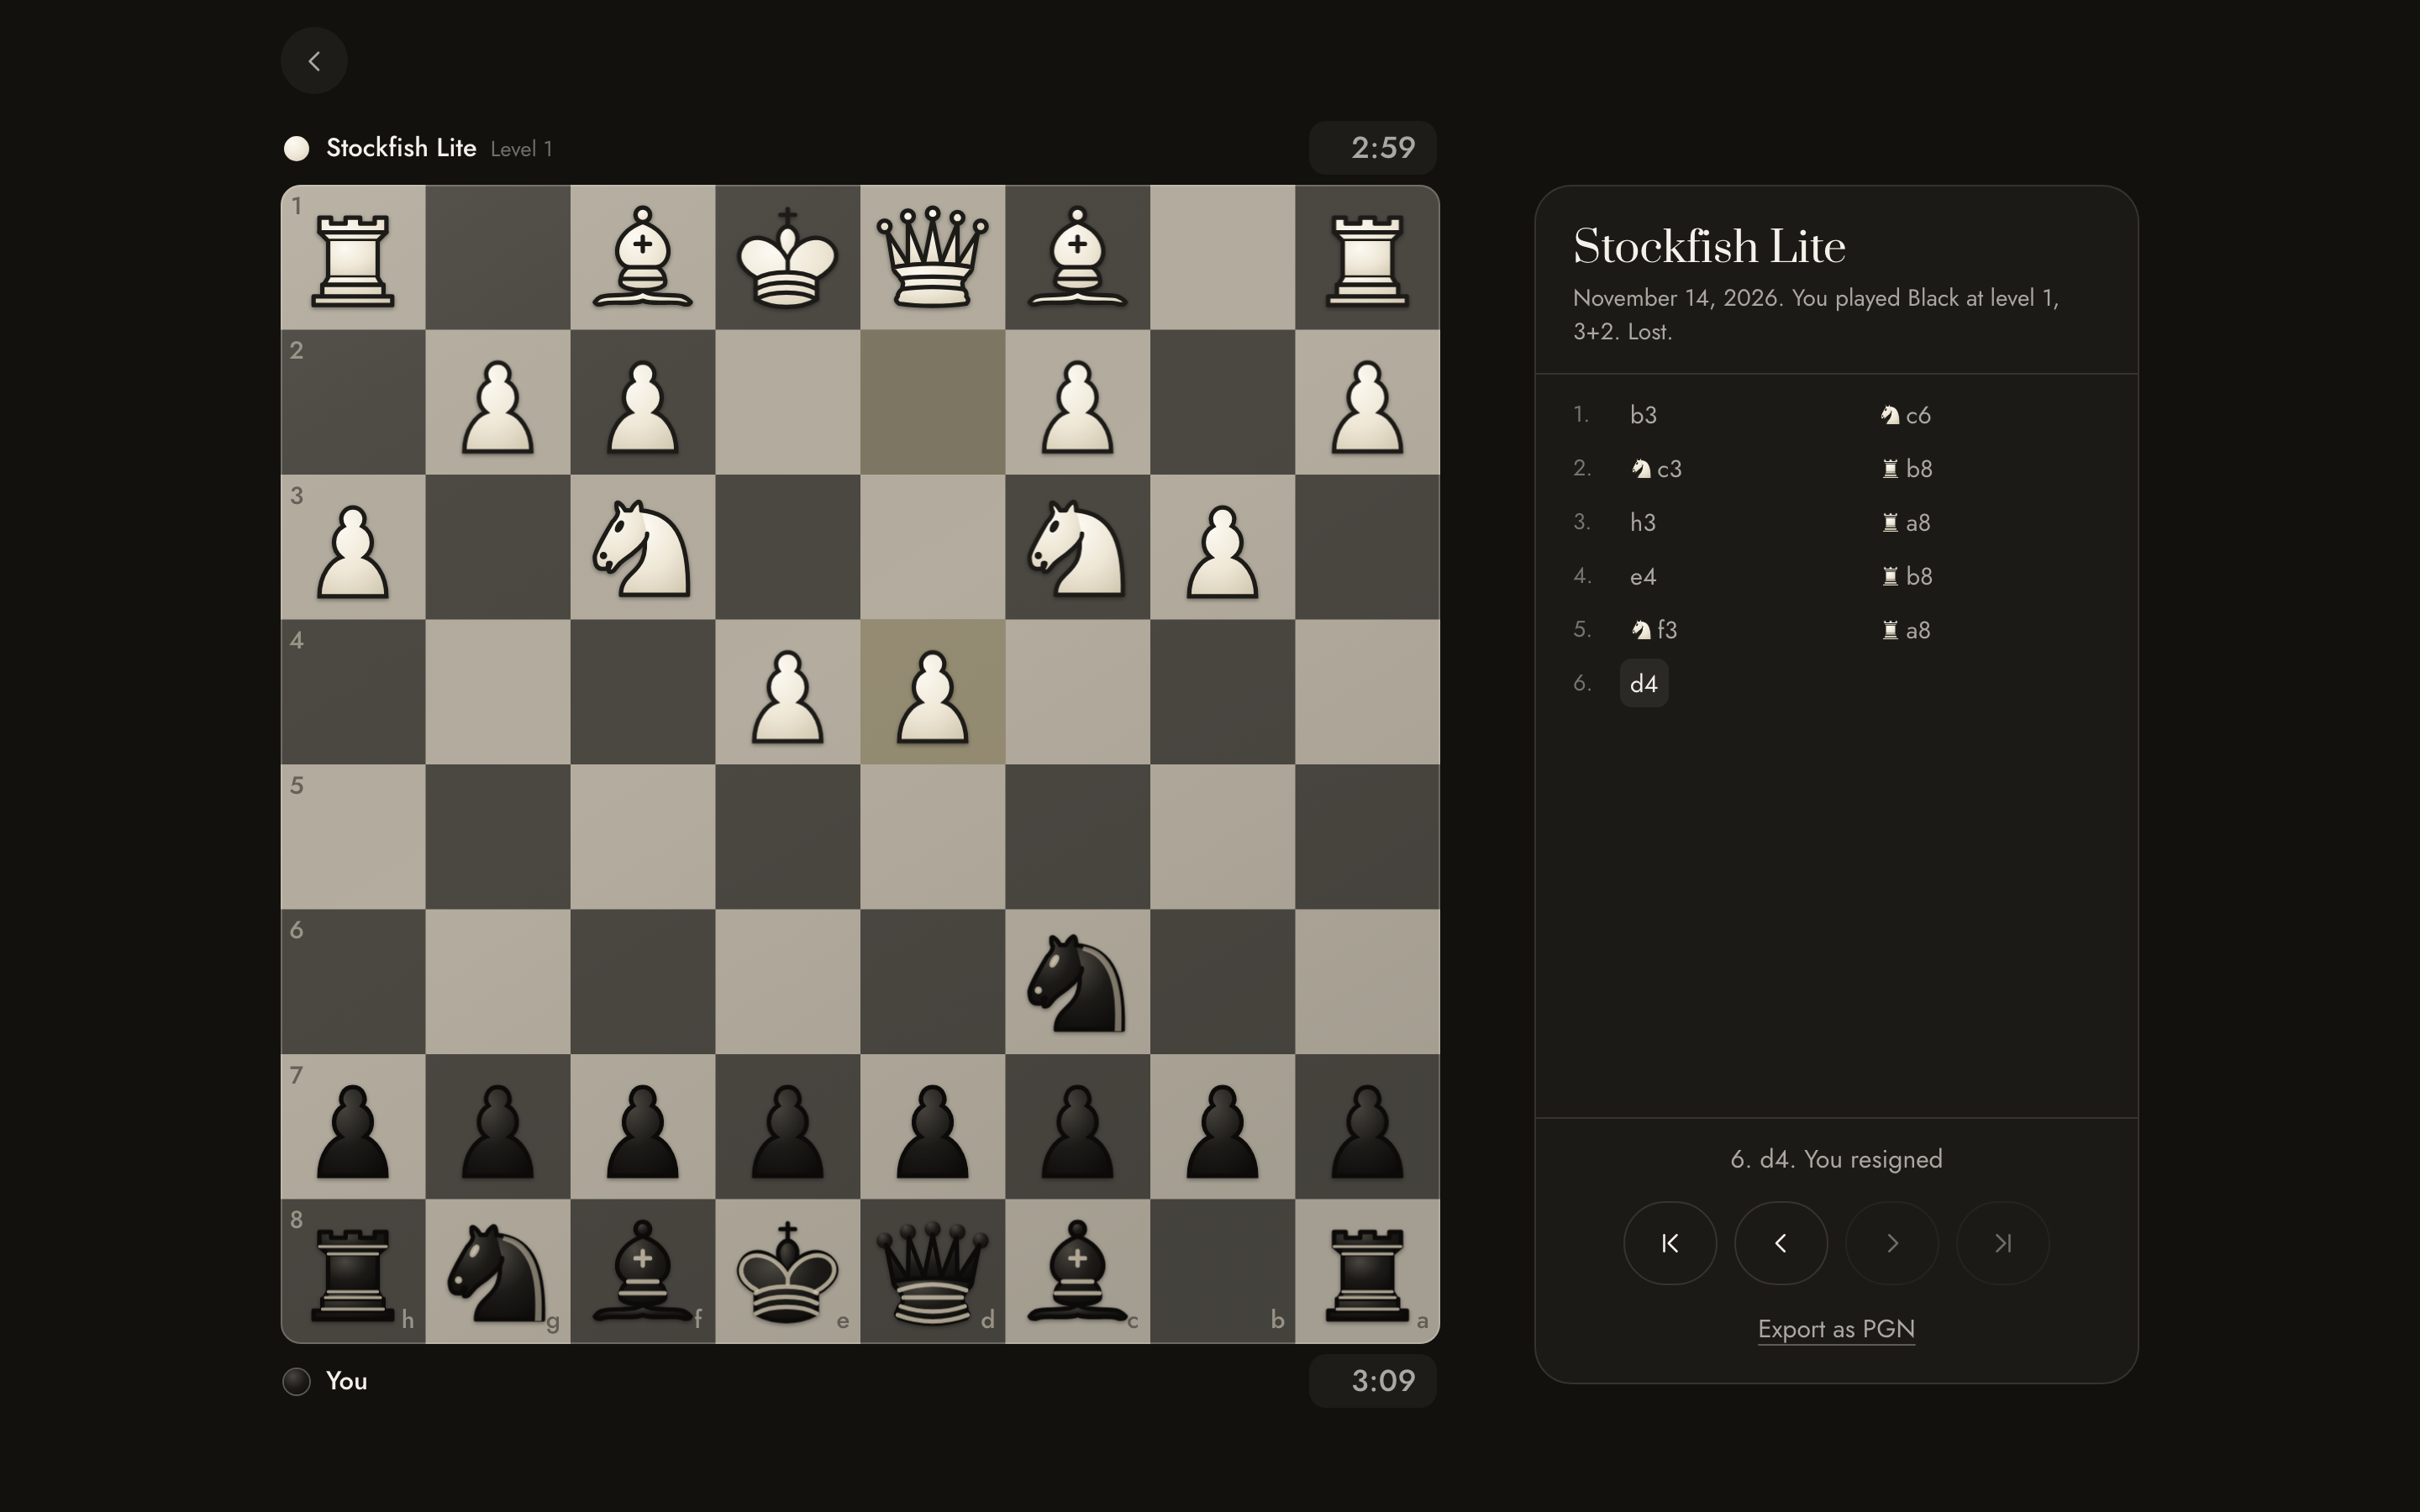 Stockfish Lite Level 1
2:59
1
2
3
4
5
6
7
8
h g f e d c b a
You
3:09
Stockfish Lite
November 14, 2026. You played Black at level 1,
3+2. Lost.
1. b3 c6
2. c3 b8
3. h3 a8
4. e4 b8
5. f3 a8
6. d4
6. d4. You resigned
Export as PGN